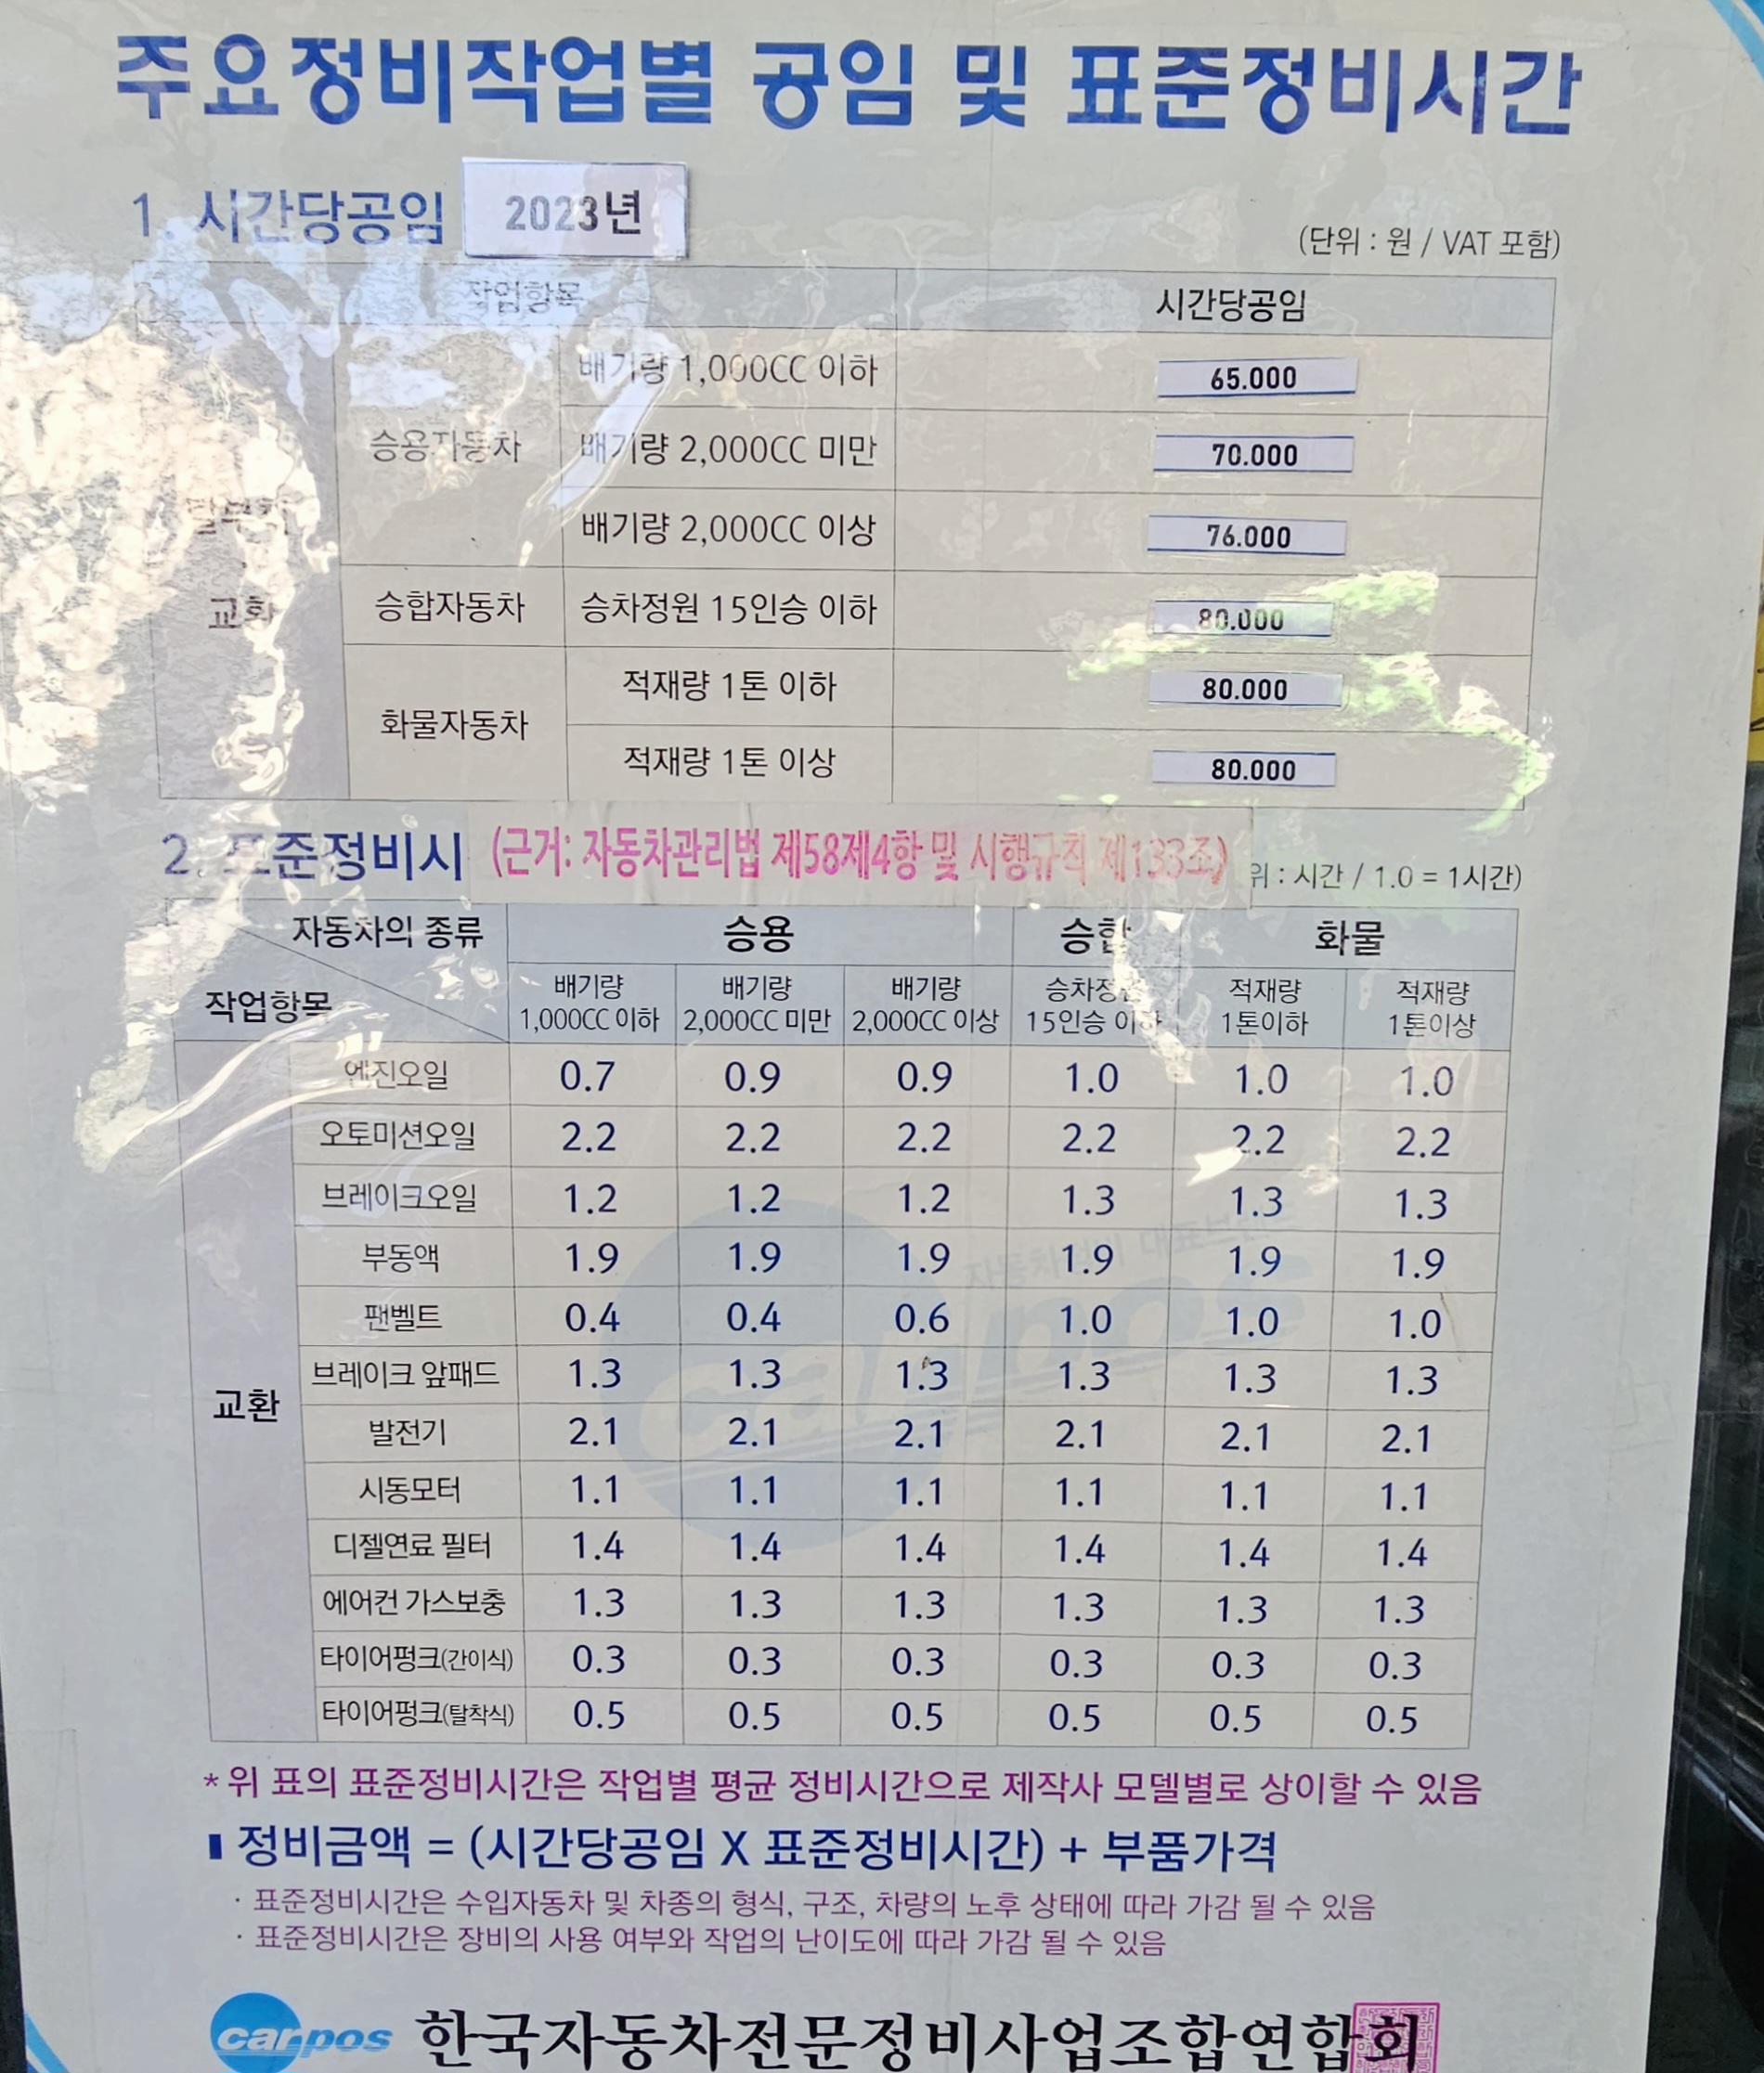 주요정비작업별 공임 및 표준정비시간
1. 시간당공임 2023년
(단위 : 원 / VAT 포함)
작업항목 시간당공임
승용자동차 배기량 1,000CC 이하 65.000
배기량 2,000CC 미만 70.000
배기량 2,000CC 이상 76.000
교환
승합자동차 승차정원 15인승 이하 80.000
화물자동차 적재량 1톤 이하 80.000
적재량 1톤 이상 80.000
2. 표준정비시 (근거: 자동차관리법 제58제4항 및 시행규칙 제133조) 위 : 시간 / 1.0 = 1시간)
자동차의 종류 승용 승합 화물
작업항목
배기량 배기량 배기량 승차정원 적재량 적재량
1,000CC 이하 2,000CC 미만 2,000CC 이상 15인승 이하 1톤이하 1톤이상
교환
엔진오일 0.7 0.9 0.9 1.0 1.0 1.0
오토미션오일 2.2 2.2 2.2 2.2 2.2 2.2
브레이크오일 1.2 1.2 1.2 1.3 1.3 1.3
부동액 1.9 1.9 1.9 1.9 1.9 1.9
팬벨트 0.4 0.4 0.6 1.0 1.0 1.0
브레이크 앞패드 1.3 1.3 1.3 1.3 1.3 1.3
발전기 2.1 2.1 2.1 2.1 2.1 2.1
시동모터 1.1 1.1 1.1 1.1 1.1 1.1
디젤연료 필터 1.4 1.4 1.4 1.4 1.4 1.4
에어컨 가스보충 1.3 1.3 1.3 1.3 1.3 1.3
타이어펑크(간이식) 0.3 0.3 0.3 0.3 0.3 0.3
타이어펑크(탈착식) 0.5 0.5 0.5 0.5 0.5 0.5
* 위 표의 표준정비시간은 작업별 평균 정비시간으로 제작사 모델별로 상이할 수 있음
▮ 정비금액 = (시간당공임 X 표준정비시간) + 부품가격
· 표준정비시간은 수입자동차 및 차종의 형식, 구조, 차량의 노후 상태에 따라 가감 될 수 있음
· 표준정비시간은 장비의 사용 여부와 작업의 난이도에 따라 가감 될 수 있음
carpos 한국자동차전문정비사업조합연합회